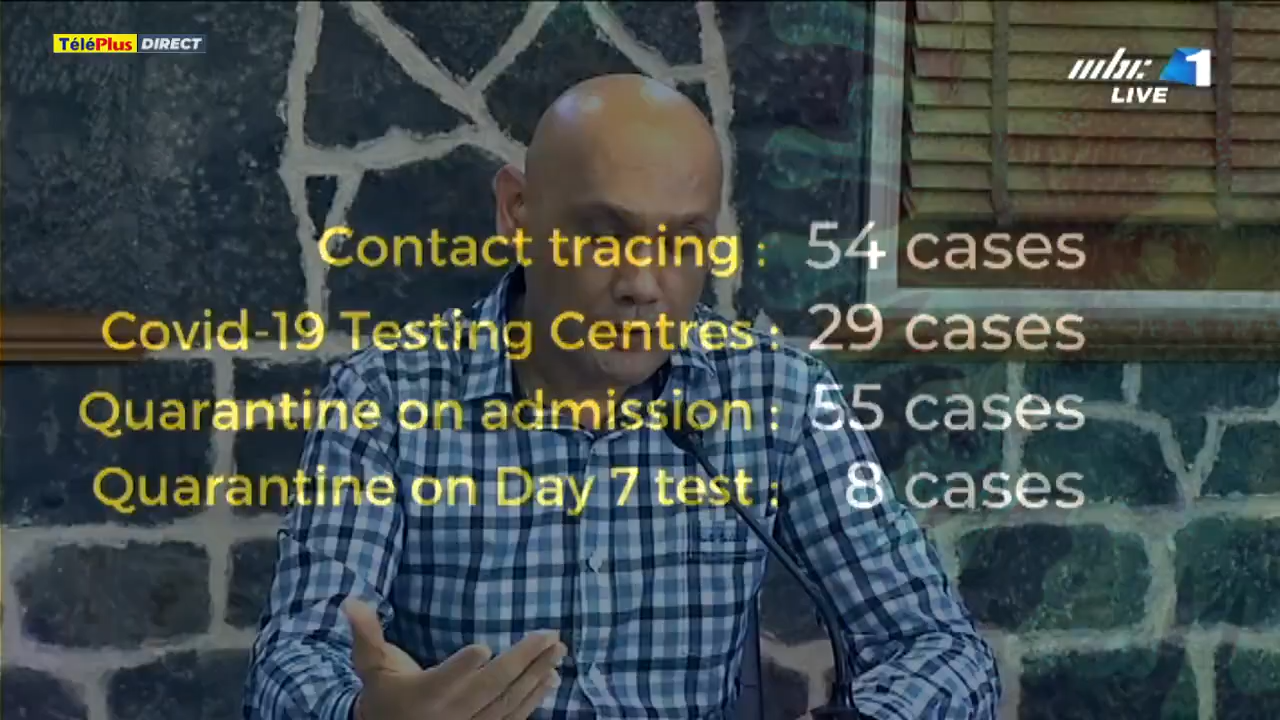 TéléPlus DIRECT
mbc 1
LIVE
Contact tracing : 54 cases
Covid-19 Testing Centres : 29 cases
Quarantine on admission : 55 cases
Quarantine on Day 7 test : 8 cases